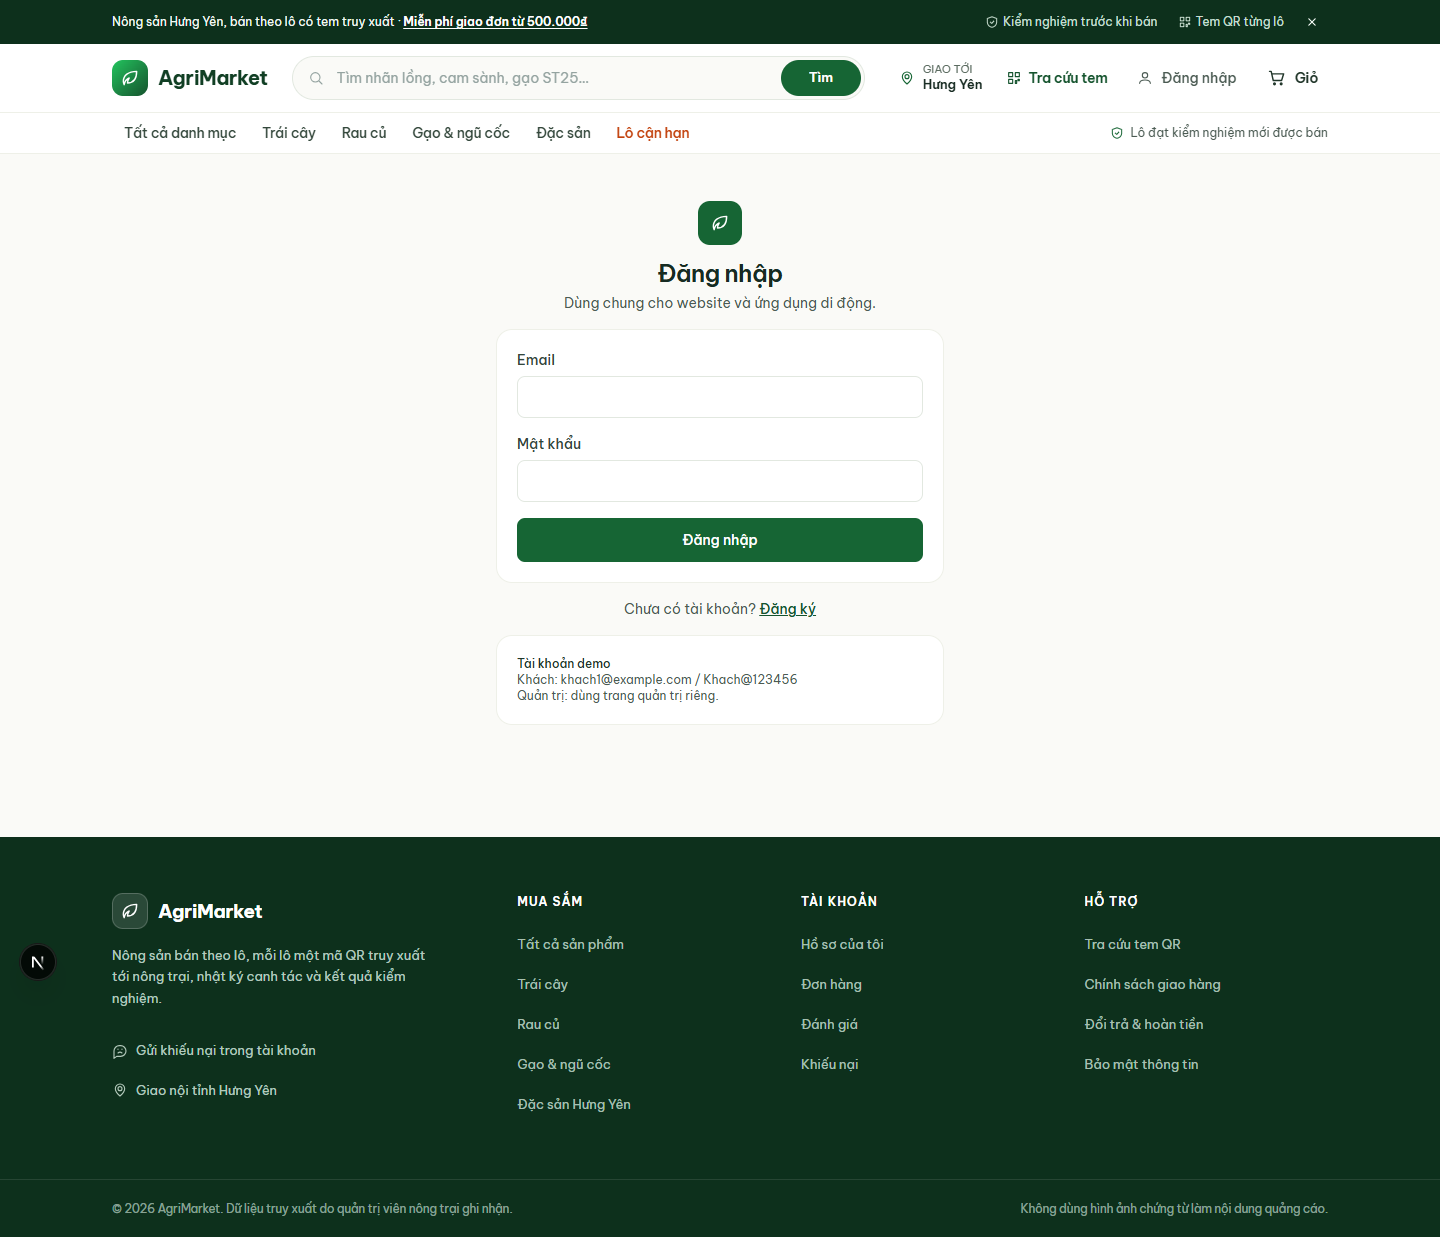 Nông sản Hưng Yên, bán theo lô có tem truy xuất · Miễn phí giao đơn từ 500.000₫
Kiểm nghiệm trước khi bán
Tem QR từng lô
AgriMarket
Tìm nhãn lồng, cam sành, gạo ST25...
Tìm
GIAO TỚI
Hưng Yên
Tra cứu tem
Đăng nhập
Giỏ
Tất cả danh mục
Trái cây
Rau củ
Gạo & ngũ cốc
Đặc sản
Lô cận hạn
Lô đạt kiểm nghiệm mới được bán
Đăng nhập
Dùng chung cho website và ứng dụng di động.
Email
Mật khẩu
Đăng nhập
Chưa có tài khoản? Đăng ký
Tài khoản demo
Khách: khach1@example.com / Khach@123456
Quản trị: dùng trang quản trị riêng.
AgriMarket
Nông sản bán theo lô, mỗi lô một mã QR truy xuất
tới nông trại, nhật ký canh tác và kết quả kiểm
nghiệm.
Gửi khiếu nại trong tài khoản
Giao nội tỉnh Hưng Yên
MUA SẮM
Tất cả sản phẩm
Trái cây
Rau củ
Gạo & ngũ cốc
Đặc sản Hưng Yên
TÀI KHOẢN
Hồ sơ của tôi
Đơn hàng
Đánh giá
Khiếu nại
HỖ TRỢ
Tra cứu tem QR
Chính sách giao hàng
Đổi trả & hoàn tiền
Bảo mật thông tin
N
© 2026 AgriMarket. Dữ liệu truy xuất do quản trị viên nông trại ghi nhận.
Không dùng hình ảnh chứng từ làm nội dung quảng cáo.